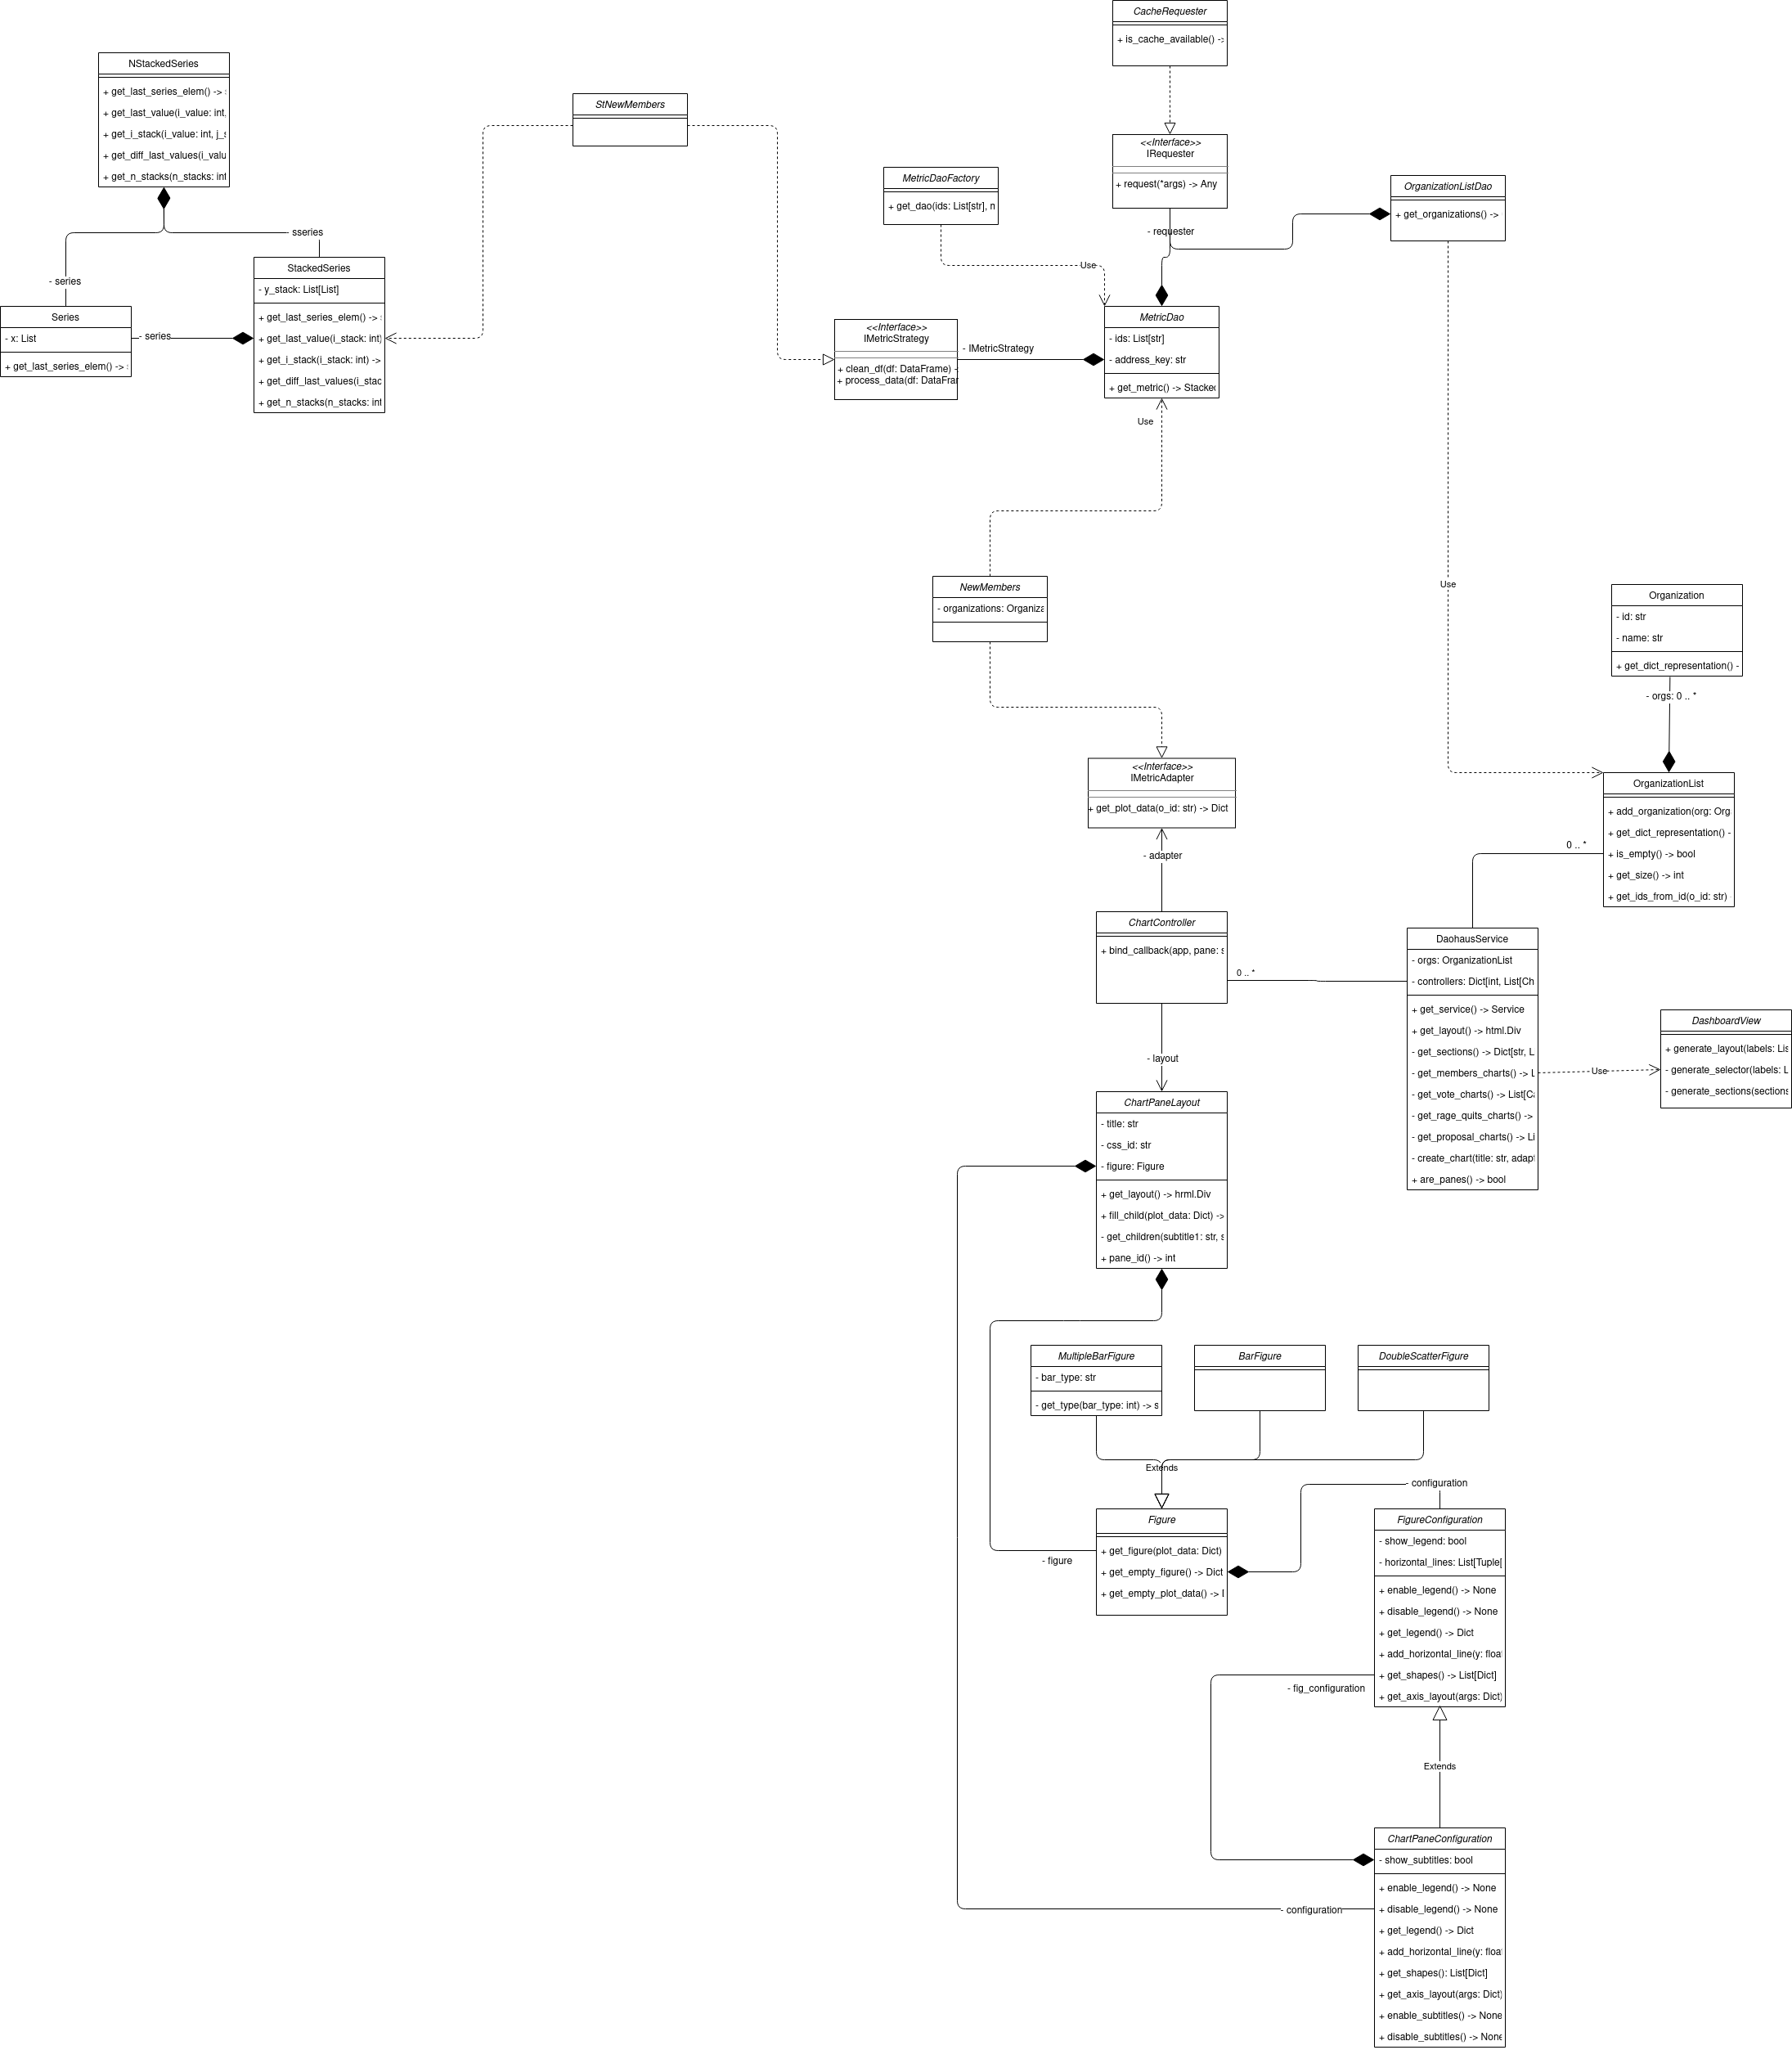 CacheRequester
+ is_cache_available() -
NStackedSeries
+ get_last_series_elem() ->
+ get_last_value(i_value: int,
+ get_i_stack(i_value: int, j_s
+ get_diff_last_values(i_valu
+ get_n_stacks(n_stacks: int
StNewMembers
<<Interface>>
IRequester
+ request(*args) -> Any
MetricDaoFactory
+ get_dao(ids: List[str], n
OrganizationListDao
+ get_organizations() ->
- requester
sseries
Use
- series
StackedSeries
- y_stack: List[List]
+ get_last_series_elem() ->
+ get_last_value(i_stack: int)
+ get_i_stack(i_stack: int) ->
+ get_diff_last_values(i_stac
+ get_n_stacks(n_stacks: int
Series
- x: List
+ get_last_series_elem() ->
- series
<<Interface>>
IMetricStrategy
+ clean_df(df: DataFrame) -
+ process_data(df: DataFrar
- IMetricStrategy
MetricDao
- ids: List[str]
- address_key: str
+ get_metric() -> Stacked
Use
NewMembers
- organizations: Organiza
Use
Organization
- id: str
- name: str
+ get_dict_representation() -
- orgs: 0 .. *
<<Interface>>
IMetricAdapter
+ get_plot_data(o_id: str) -> Dict
OrganizationList
+ add_organization(org: Org
+ get_dict_representation() -
+ is_empty() -> bool
+ get_size() -> int
+ get_ids_from_id(o_id: str)
0 .. *
- adapter
ChartController
+ bind_callback(app, pane: s
0 .. *
DaohausService
- orgs: OrganizationList
- controllers: Dict[int, List[Ch
+ get_service() -> Service
+ get_layout() -> html.Div
- get_sections() -> Dict[str, L
- get_members_charts() -> L
- get_vote_charts() -> List[Ca
- get_rage_quits_charts() ->
- get_proposal_charts() -> Li
- create_chart(title: str, adap
+ are_panes() -> bool
Use
DashboardView
+ generate_layout(labels: Lis
- generate_selector(labels: L
- generate_sections(sections
- layout
ChartPaneLayout
- title: str
- css_id: str
- figure: Figure
+ get_layout() -> hrml.Div
+ fill_child(plot_data: Dict) ->
- get_children(subtitle1: str, s
+ pane_id() -> int
MultipleBarFigure
- bar_type: str
- get_type(bar_type: int) -> s
BarFigure
DoubleScatterFigure
Extends
- configuration
Figure
+ get_figure(plot_data: Dict)
+ get_empty_figure() -> Dict
+ get_empty_plot_data() -> I
- figure
FigureConfiguration
- show_legend: bool
- horizontal_lines: List[Tuple[
+ enable_legend() -> None
+ disable_legend() -> None
+ get_legend() -> Dict
+ add_horizontal_line(y: floa
+ get_shapes() -> List[Dict]
+ get_axis_layout(args: Dict)
- fig_configuration
Extends
ChartPaneConfiguration
- show_subtitles: bool
+ enable_legend() -> None
+ disable_legend() -> None
+ get_legend() -> Dict
+ add_horizontal_line(y: floa
+ get_shapes(): List[Dict]
+ get_axis_layout(args: Dict)
+ enable_subtitles() -> None
+ disable_subtitles() -> None
- configuration